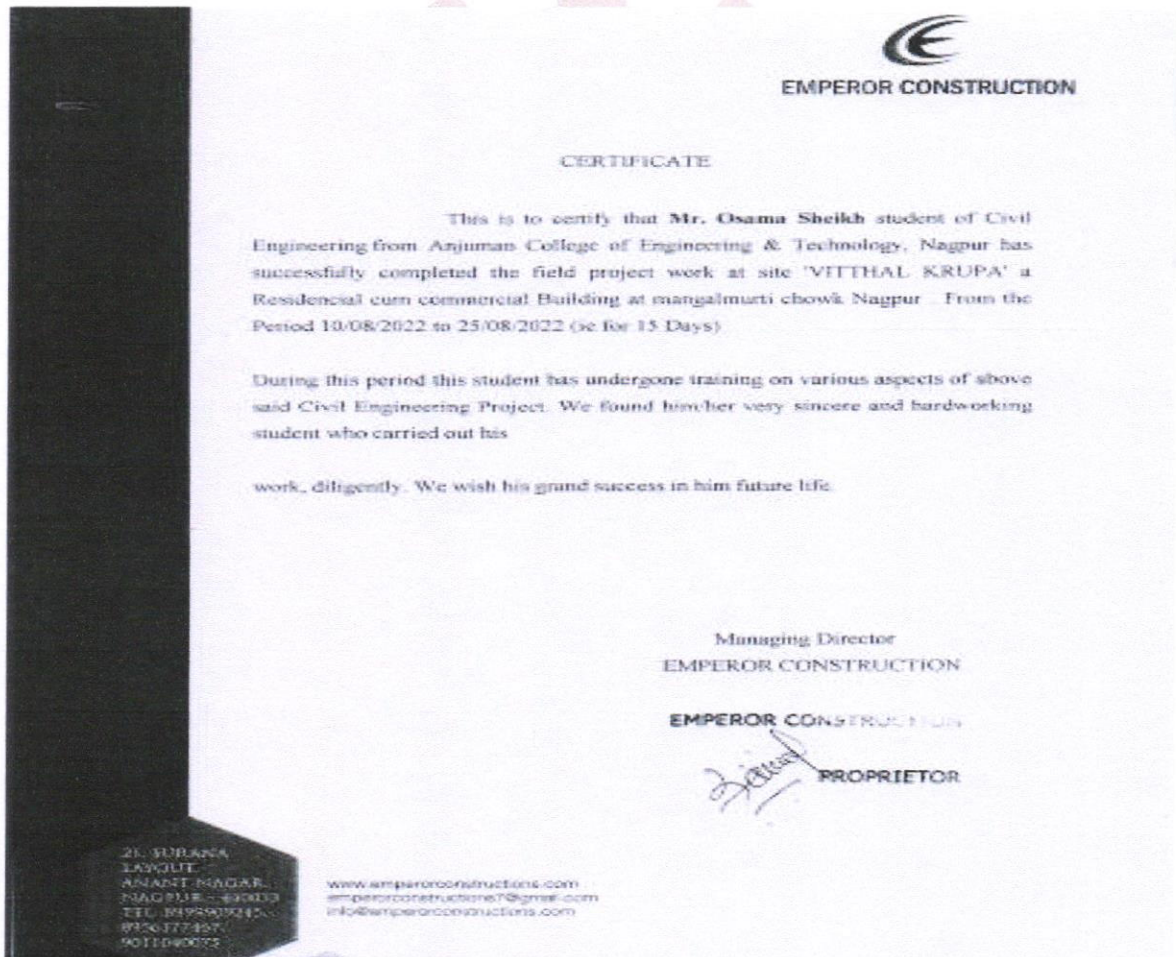 EMPEROR CONSTRUCTION
CERTIFICATE
This is to certify that Mr. Osama Sheikh student of Civil
Engineering from Anjuman College of Engineering & Technology, Nagpur has
successfully completed the field project work at site 'VITTHAL KRUPA' a
Residencial cum commercial Building at mangalmurti chowk Nagpur . From the
Period 10/08/2022 to 25/08/2022 (ie for 15 Days)
During this period this student has undergone training on various aspects of above
said Civil Engineering Project. We found him/her very sincere and hardworking
student who carried out his
work, diligently. We wish his grand success in him future life.
Managing Director
EMPEROR CONSTRUCTION
EMPEROR CONSTRUCTION
PROPRIETOR
21, SURANA
LAYOUT,
ANANT NAGAR,
NAGPUR -
TEL
9011040075
www.emperorconstructions.com
emperorconstructions7@gmail.com
info@emperorconstructions.com